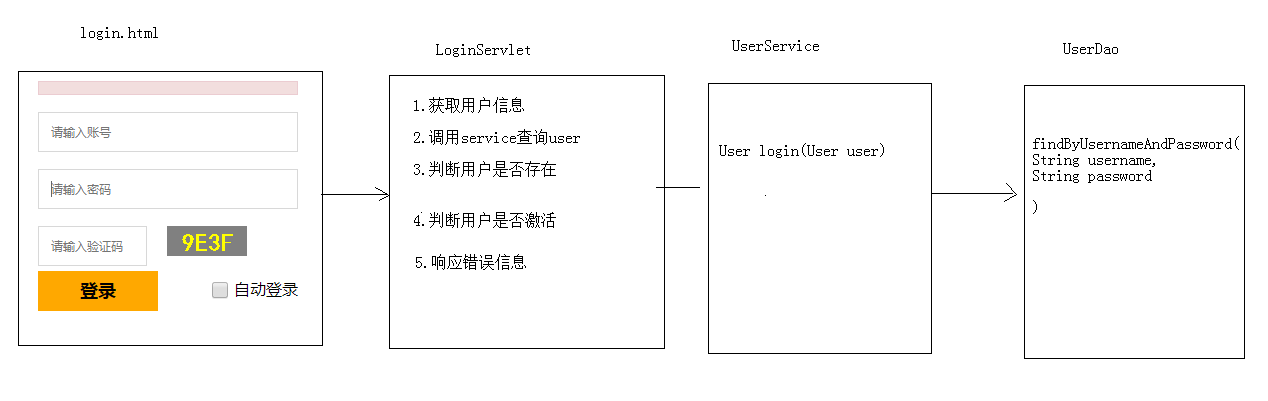 login.html
请输入账号
请输入密码
请输入验证码
9E3F
登录
自动登录
LoginServlet
1.获取用户信息
2.调用service查询user
3.判断用户是否存在
4.判断用户是否激活
5.响应错误信息
UserService
User login(User user)
UserDao
findByUsernameAndPassword(
String username,
String password
)